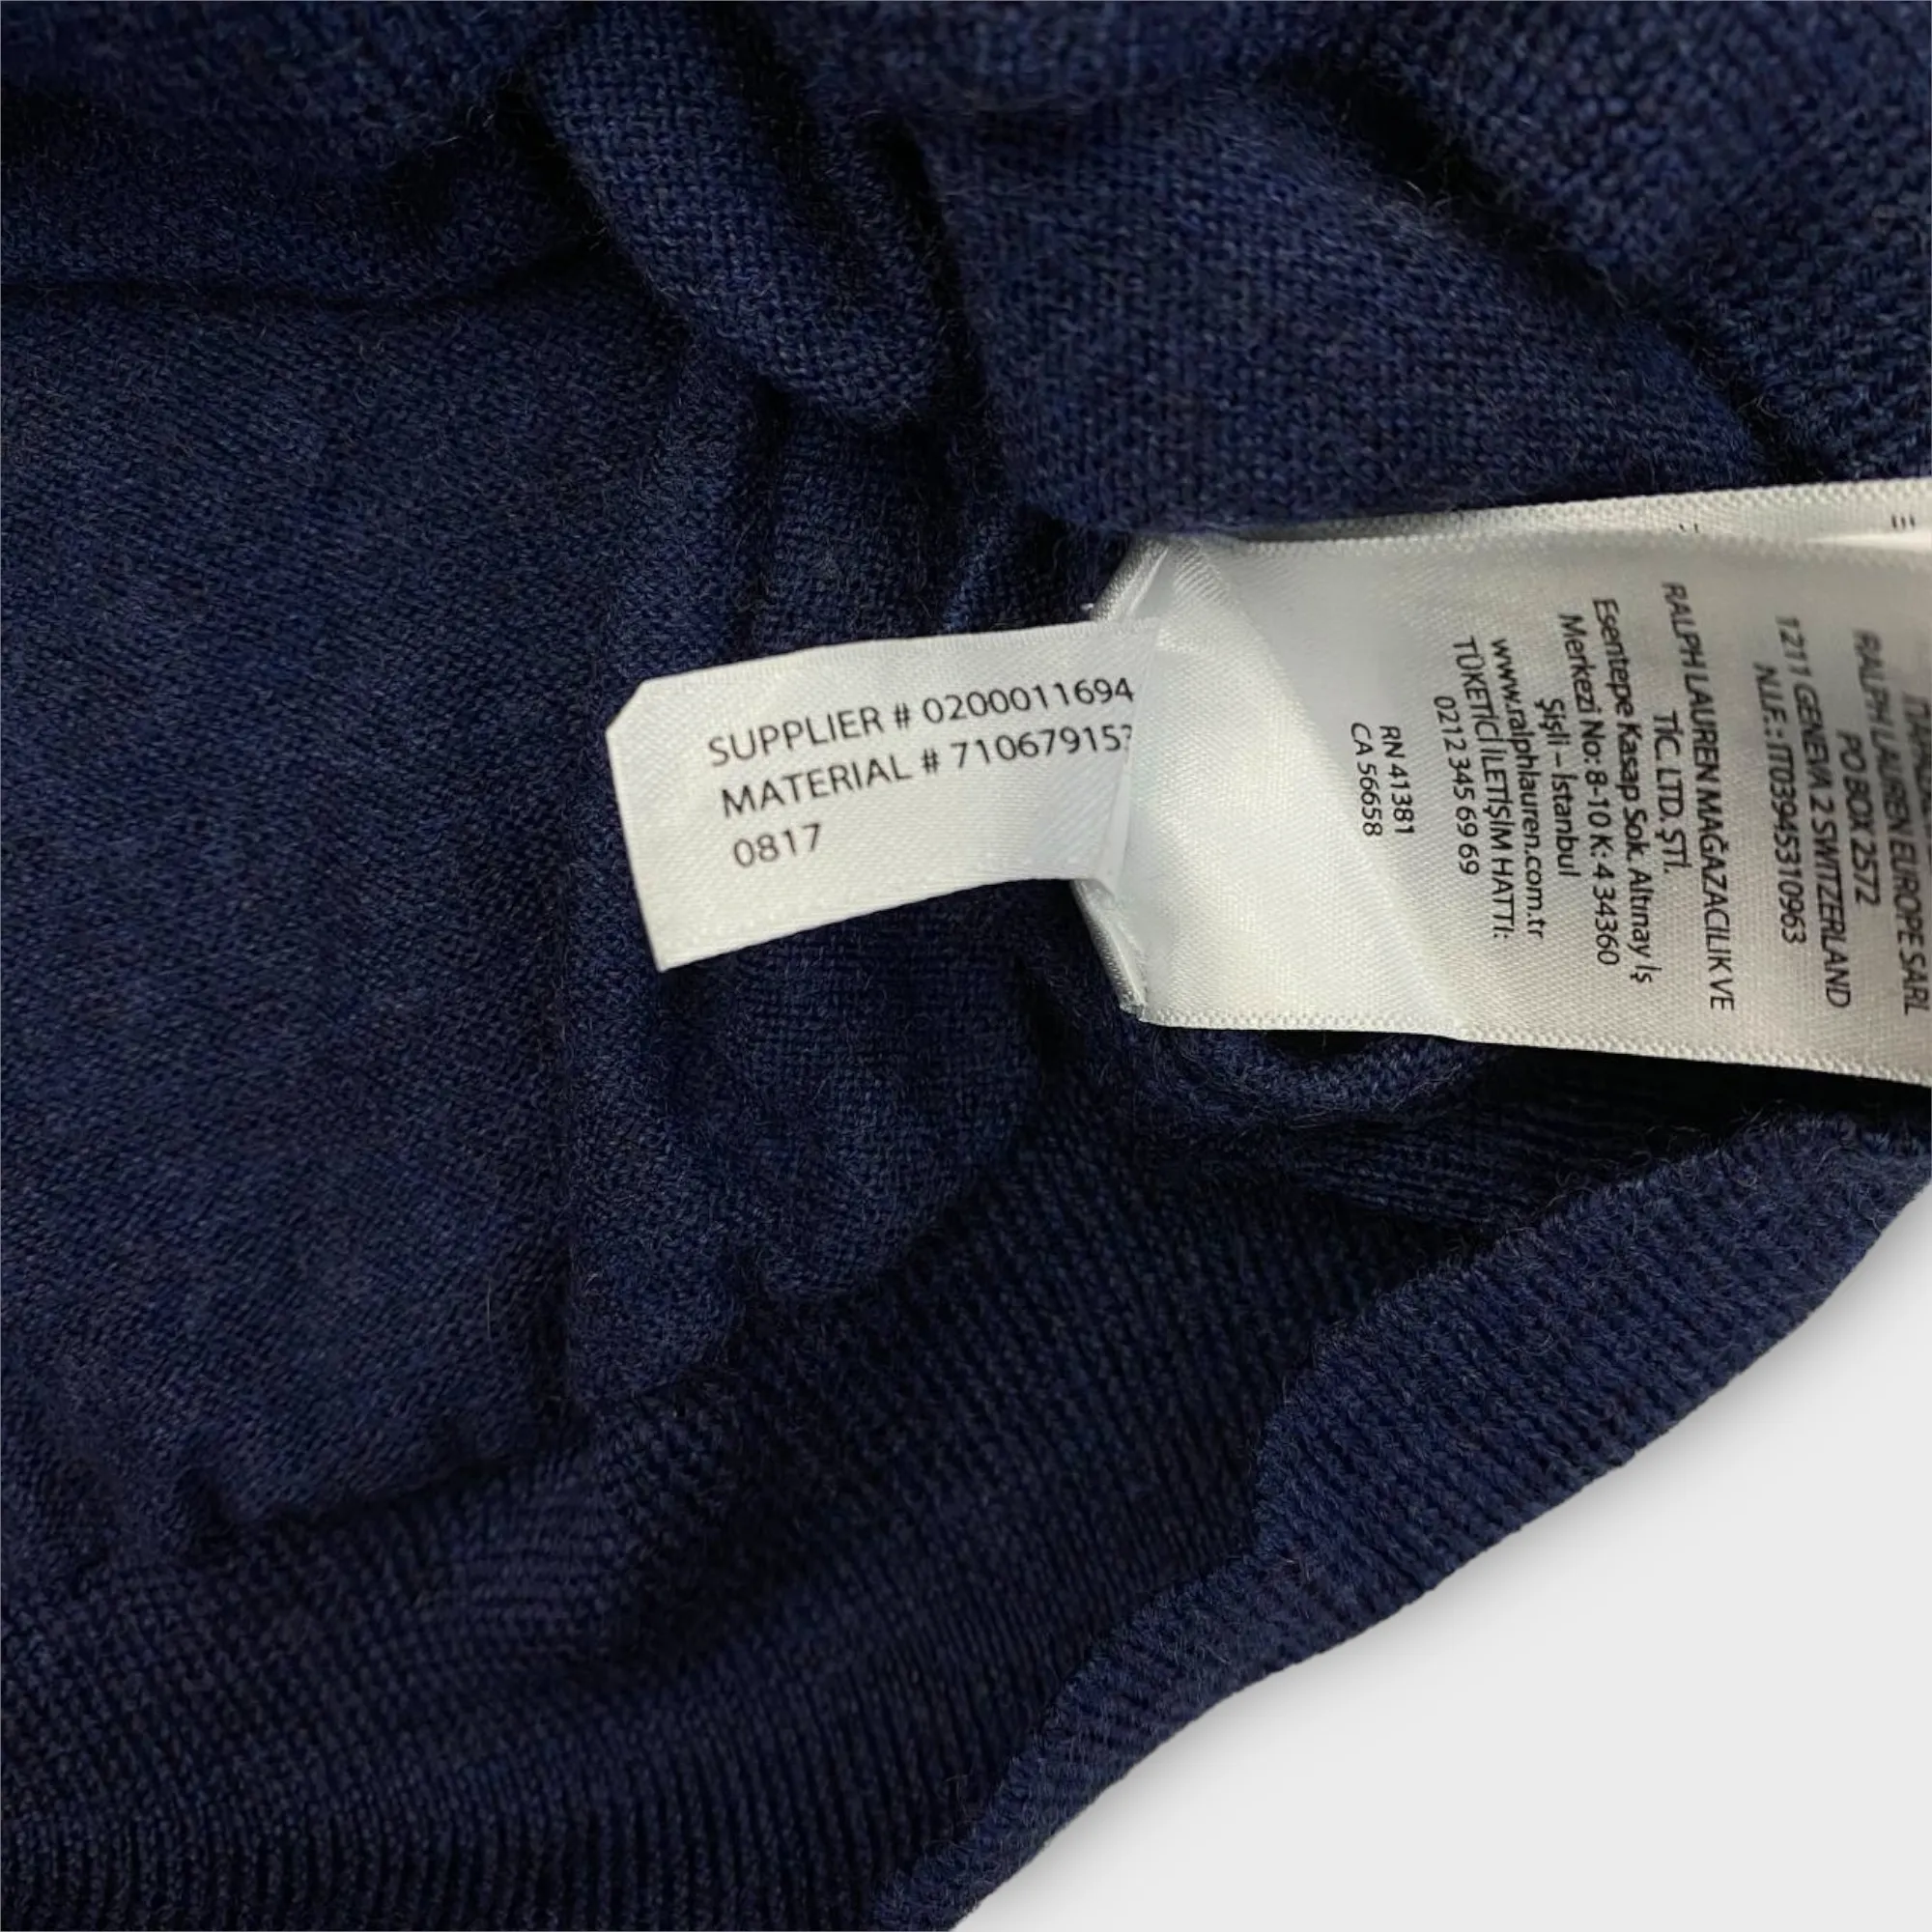 SUPPLIER # 0200011694
MATERIAL # 71067915
0817
RALPH LAUREN EUROPE SARL
PO BOX 2572
1211 GENEVA 2 SWITZERLAND
N.I.F.: IT03945310963
RALPH LAUREN MAĞAZACILIK VE
TİC. LTD. ŞTİ.
Esentepe Kasap Sok. Altınay İş
Merkezi No: 8-10 K: 4 34360
Şişli – İstanbul
www.ralphlauren.com.tr
TÜKETİCİ İLETİŞİM HATTI:
0212 345 69 69
RN 41381
CA 56658